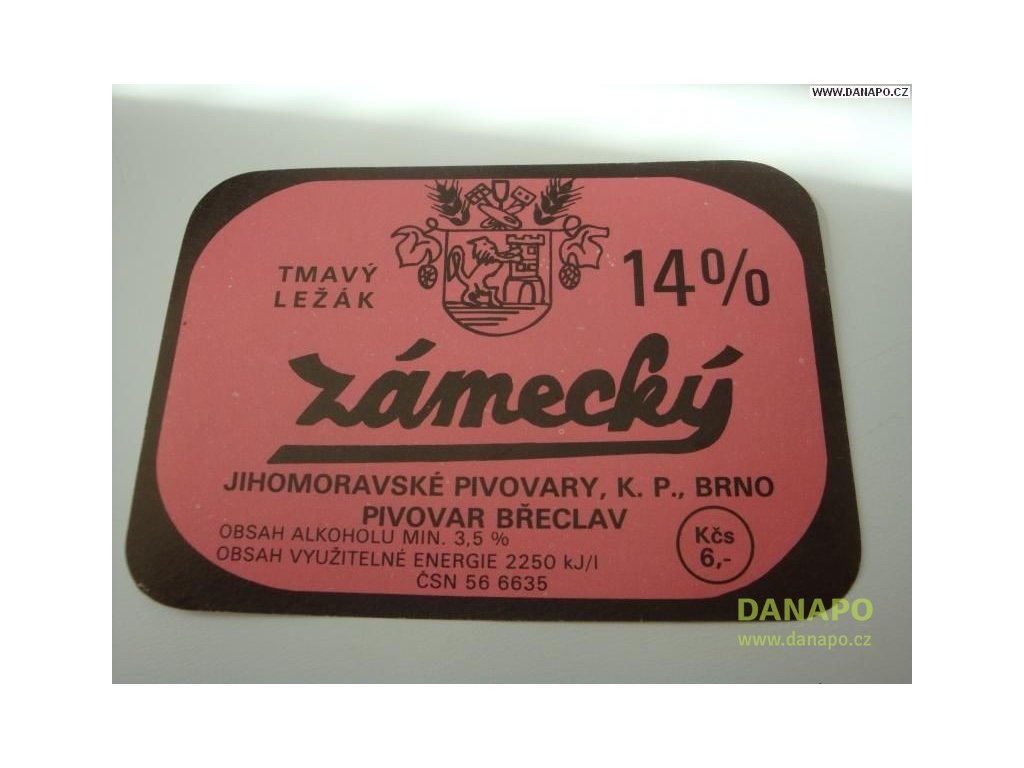 WWW.DANAPO.CZ
TMAVÝ
LEŽÁK
14%
zámecký
JIHOMORAVSKÉ PIVOVARY, K. P., BRNO
PIVOVAR BŘECLAV
OBSAH ALKOHOLU MIN. 3,5 %
OBSAH VYUŽITELNÉ ENERGIE 2250 kJ/l
ČSN 56 6635
Kčs
6,-
DANAPO
www.danapo.cz